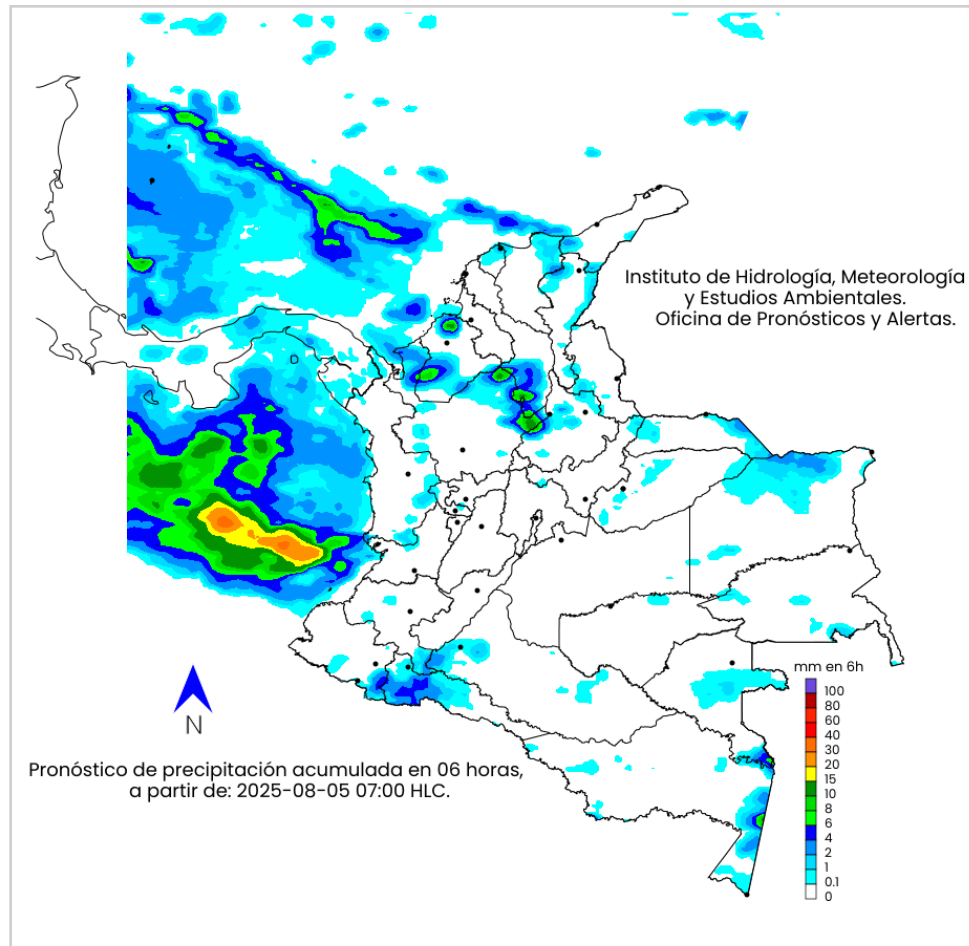 Instituto de Hidrología, Meteorología
y Estudios Ambientales.
Oficina de Pronósticos y Alertas.
N
Pronóstico de precipitación acumulada en 06 horas,
a partir de: 2025-08-05 07:00 HLC.
mm en 6h
100
80
60
40
30
20
15
10
8
6
4
2
1
0.1
0